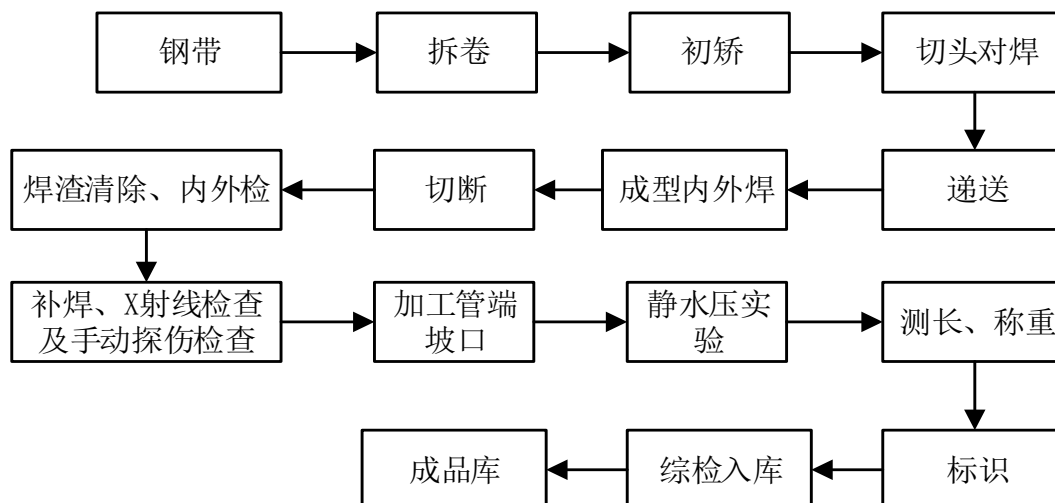 钢带
拆卷
初矫
切头对焊
递送
成型内外焊
切断
焊渣清除、内外检
补焊、X射线检查
及手动探伤检查
加工管端
坡口
静水压实
验
测长、称重
标识
综检入库
成品库